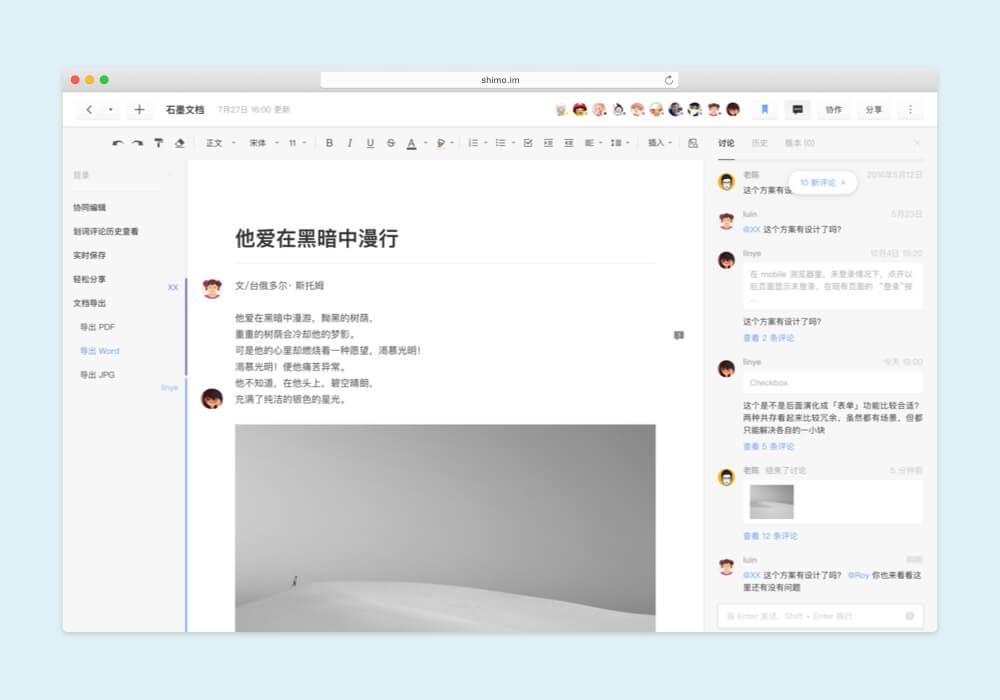 shimo.im
石墨文档
7月27日 16:00 更新
协作
分享
正文
宋体
11
B I U S A
插入
讨论
历史
版本 (0)
目录
协同编辑
划词评论历史查看
实时保存
轻松分享
文档导出
导出 PDF
导出 Word
导出 JPG
XX
linye
他爱在黑暗中漫行
文/台俄多尔·斯托姆
他爱在黑暗中漫游，黝黑的树荫，
重重的树荫会冷却他的梦影。
可是他的心里却燃烧着一种愿望，渴慕光明！
渴慕光明！使他痛苦异常。
他不知道，在他头上，碧空晴朗，
充满了纯洁的银色的星光。
老陈
2016年5月12日
这个方案有设
10 新评论
luin
5月23日
@XX 这个方案有设计了吗？
linye
12月4日 19:20
在 mobile 浏览器里，未登录情况下，点开以
后页面显示未登录，在现有页面的 “登录”按
...
这个方案有设计了吗？
查看 2 条评论
linye
今天 10:00
Checkbox
这个是不是后面演化成「表单」功能比较合适？
两种共存看起来比较冗余，虽然都有场景，但都
只能解决各自的一小块
查看 5 条评论
老陈 结束了讨论
5 分钟前
查看 12 条评论
luin
刚刚
@XX 这个方案有设计了吗？ @Roy 你也来看看这
里还有没有问题
按 Enter 发送，Shift + Enter 换行